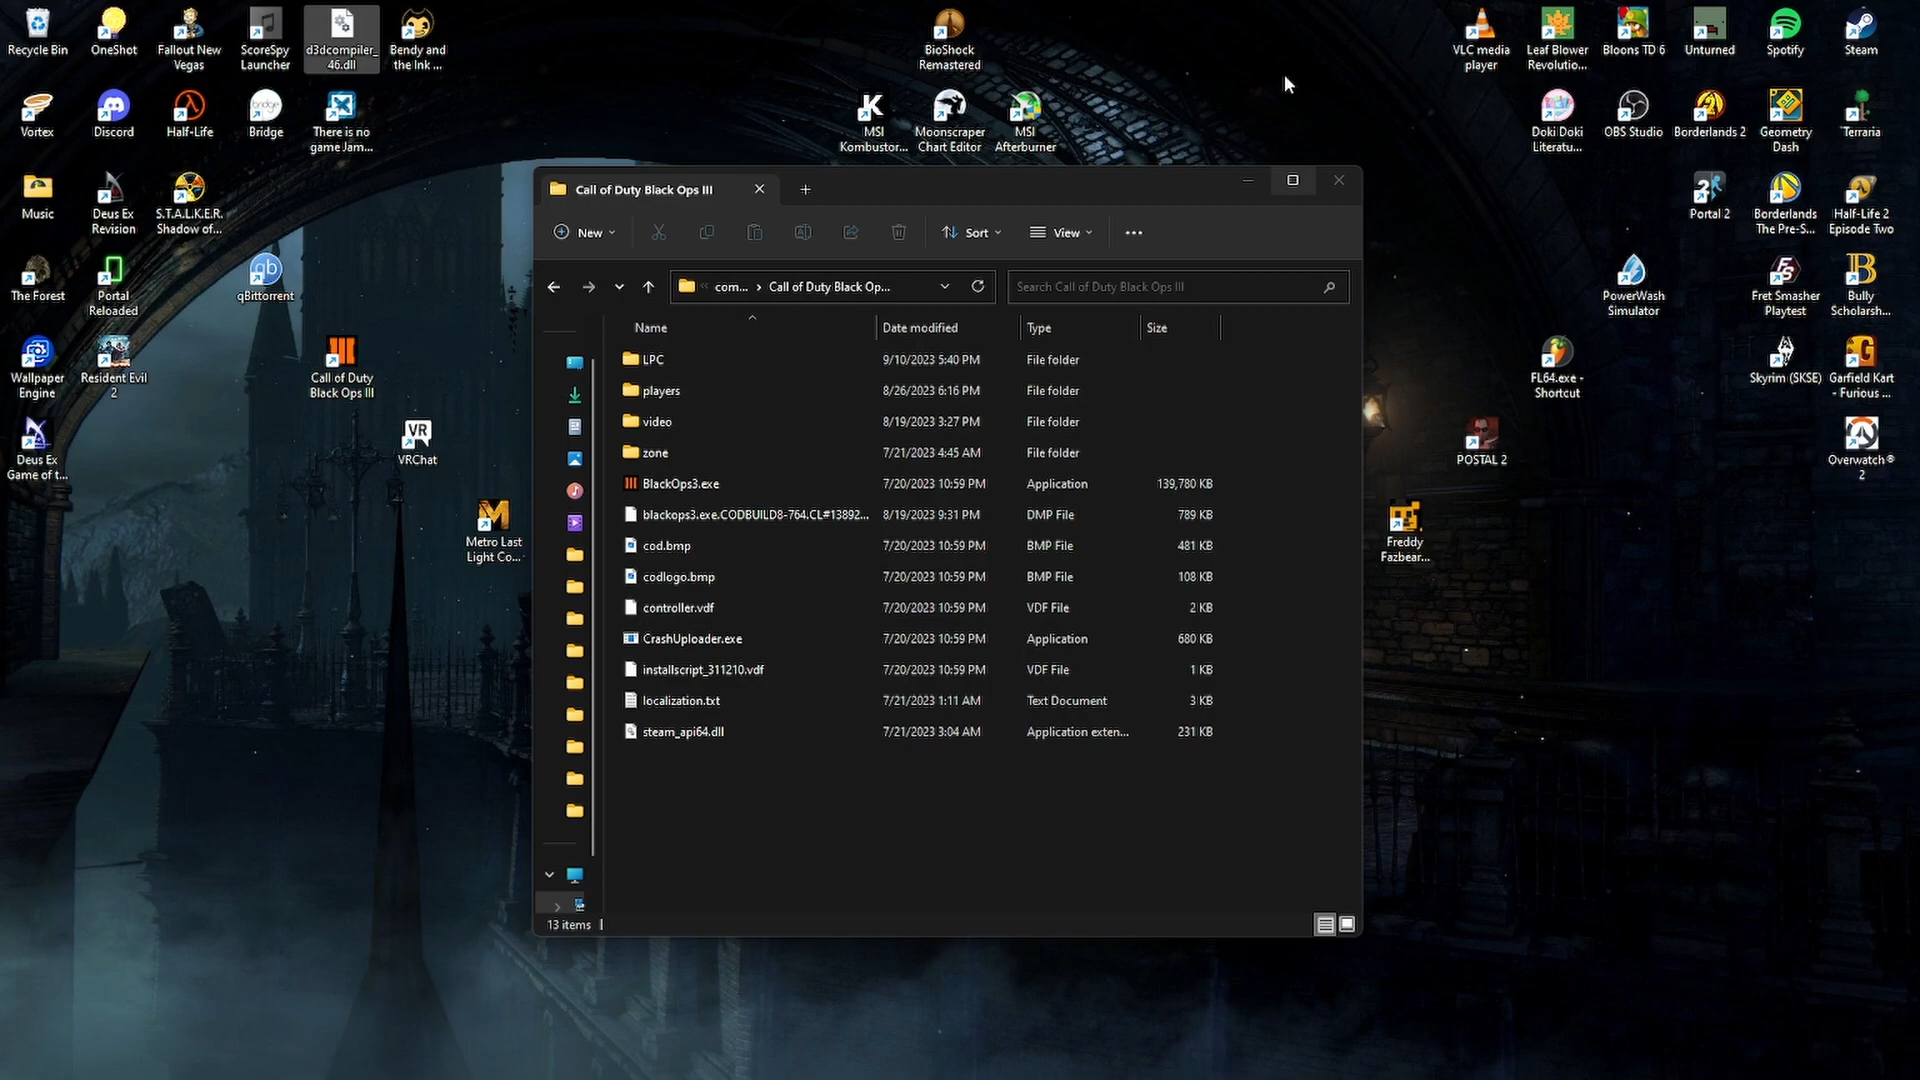 Recycle Bin
OneShot
Fallout New
Vegas
ScoreSpy
Launcher
d3dcompiler_
46.dll
Bendy and
the Ink ...
BioShock
Remastered
VLC media
player
Leaf Blower
Revolutio...
Bloons TD 6
Unturned
Spotify
Steam
Vortex
Discord
Half-Life
bridge
Bridge
There is no
game Jam...
MSI
Kombustor...
Moonscraper
Chart Editor
MSI
Afterburner
Doki Doki
Literatu...
OBS Studio
Borderlands 2
Geometry
Dash
Terraria
Music
Deus Ex
Revision
S.T.A.L.K.E.R.
Shadow of...
Portal 2
Borderlands
The Pre-S...
Half-Life 2
Episode Two
The Forest
Portal
Reloaded
qb
qBittorrent
PowerWash
Simulator
Fret Smasher
Playtest
Bully
Scholarsh...
Wallpaper
Engine
Resident Evil
2
Call of Duty
Black Ops III
FL64.exe -
Shortcut
Skyrim (SKSE)
Garfield Kart
- Furious ...
Deus Ex
Game of t...
VR
VRChat
POSTAL 2
Overwatch®
2
Metro Last
Light Co...
Freddy
Fazbear...
Call of Duty Black Ops III
New
Sort
View
com... › Call of Duty Black Op...
Search Call of Duty Black Ops III
Name Date modified Type Size
LPC 9/10/2023 5:40 PM File folder
players 8/26/2023 6:16 PM File folder
video 8/19/2023 3:27 PM File folder
zone 7/21/2023 4:45 AM File folder
BlackOps3.exe 7/20/2023 10:59 PM Application 139,780 KB
blackops3.exe.CODBUILD8-764.CL#13892... 8/19/2023 9:31 PM DMP File 789 KB
cod.bmp 7/20/2023 10:59 PM BMP File 481 KB
codlogo.bmp 7/20/2023 10:59 PM BMP File 108 KB
controller.vdf 7/20/2023 10:59 PM VDF File 2 KB
CrashUploader.exe 7/20/2023 10:59 PM Application 680 KB
installscript_311210.vdf 7/20/2023 10:59 PM VDF File 1 KB
localization.txt 7/21/2023 1:11 AM Text Document 3 KB
steam_api64.dll 7/21/2023 3:04 AM Application exten... 231 KB
13 items